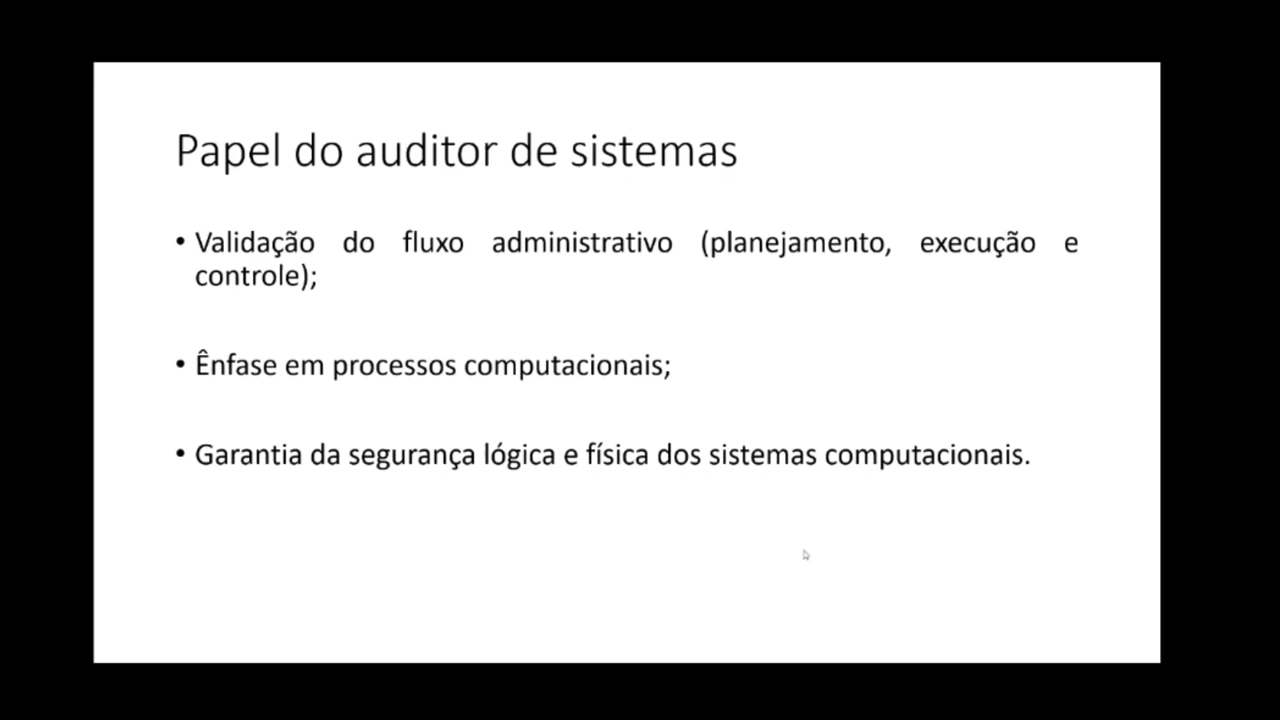 Papel do auditor de sistemas
• Validação do fluxo administrativo (planejamento, execução e
controle);
• Ênfase em processos computacionais;
• Garantia da segurança lógica e física dos sistemas computacionais.